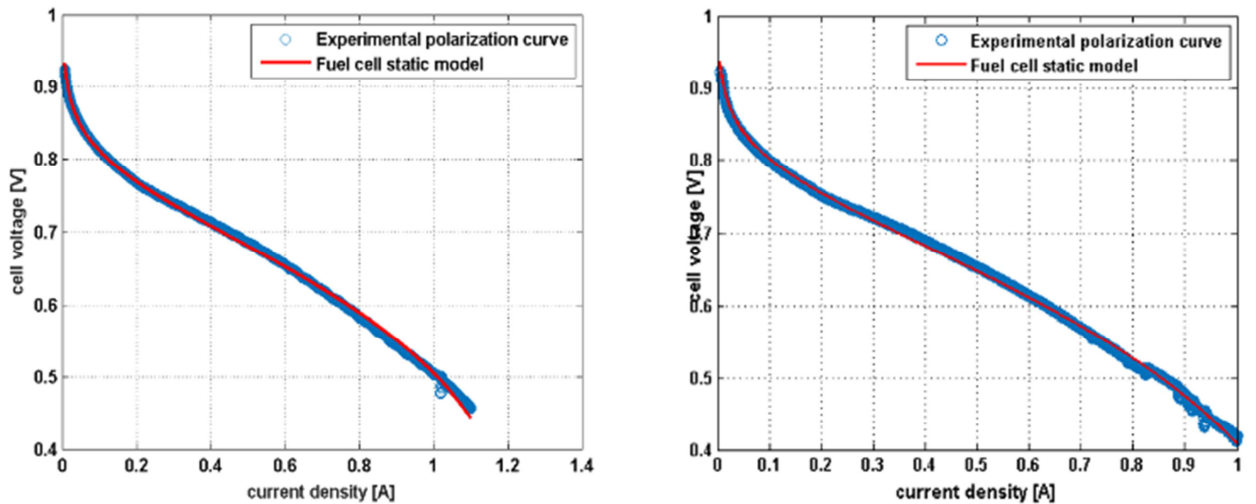 Experimental polarization curve
Fuel cell static model
cell voltage [V]
1
0.9
0.8
0.7
0.6
0.5
0.4
0 0.2 0.4 0.6 0.8 1 1.2 1.4
current density [A]
Experimental polarization curve
Fuel cell static model
cell voltage [V]
1
0.9
0.8
0.7
0.6
0.5
0.4
0 0.1 0.2 0.3 0.4 0.5 0.6 0.7 0.8 0.9 1
current density [A]